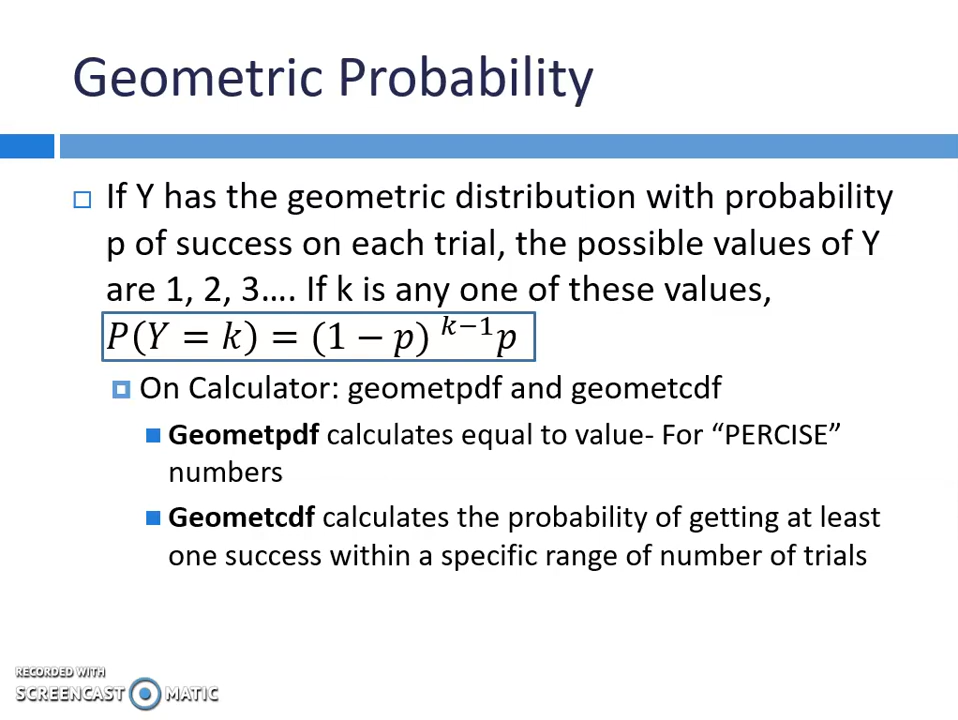 Geometric Probability
If Y has the geometric distribution with probability
p of success on each trial, the possible values of Y
are 1, 2, 3…. If k is any one of these values,
P(Y = k) = (1 − p) ᵏ⁻¹p
On Calculator: geometpdf and geometcdf
Geometpdf calculates equal to value- For “PERCISE”
numbers
Geometcdf calculates the probability of getting at least
one success within a specific range of number of trials
RECORDED WITH
SCREENCAST MATIC